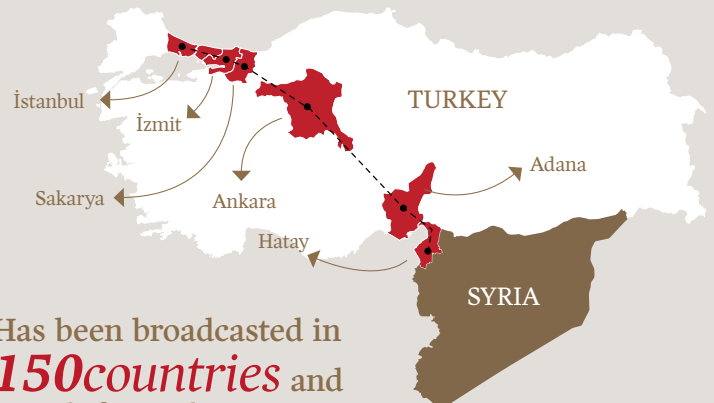 TURKEY
İstanbul
İzmit
Adana
Sakarya
Ankara
Hatay
SYRIA
Has been broadcasted in
150countries and